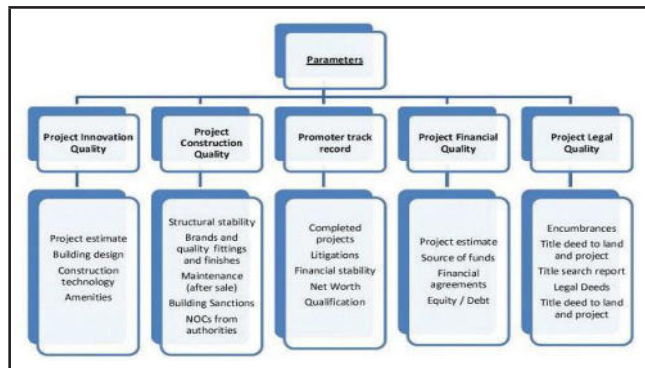 Parameters
Project Innovation
Quality
Project
Construction
Quality
Promoter track
record
Project Financial
Quality
Project Legal
Quality
Project estimate
Building design
Construction
technology
Amenities
Structural stability
Brands and
quality fittings
and finishes
Maintenance
(after sale)
Building Sanctions
NOCs from
authorities
Completed
projects
Litigations
Financial stability
Net Worth
Qualification
Project estimate
Source of funds
Financial
agreements
Equity / Debt
Encumbrances
Title deed to land
and project
Title search report
Legal Deeds
Title deed to land
and project